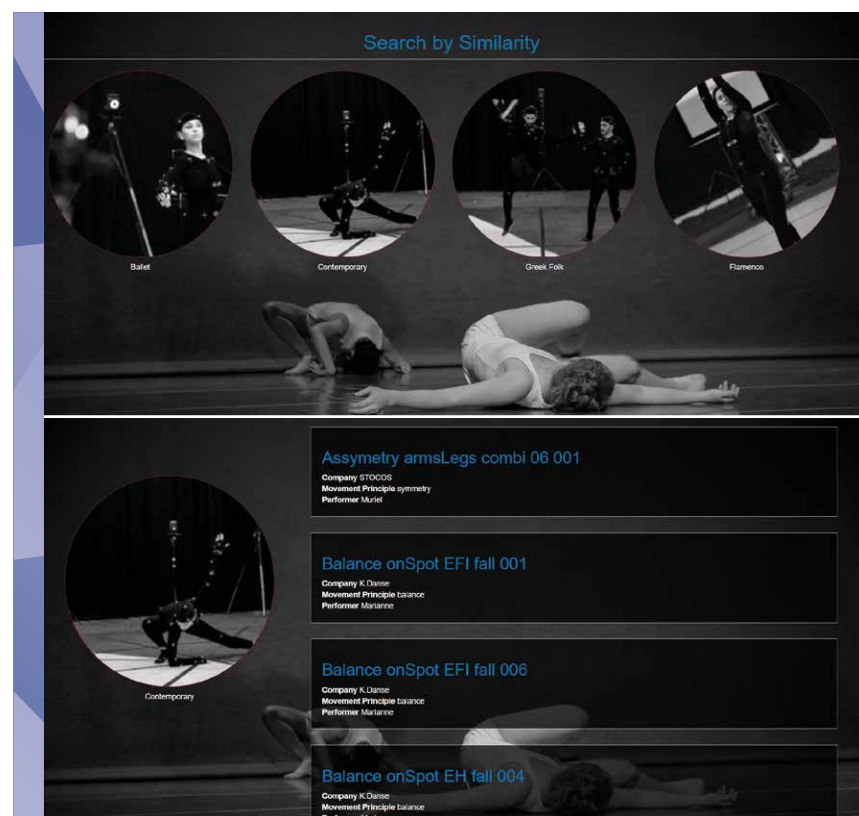 Search by Similarity
Ballet
Contemporary
Greek Folk
Flamenco
Assymetry armsLegs combi 06 001
Company STOCOS
Movement Principle symmetry
Performer Muriel
Contemporary
Balance onSpot EFI fall 001
Company K.Danse
Movement Principle balance
Performer Marianne
Balance onSpot EFI fall 006
Company K.Danse
Movement Principle balance
Performer Marianne
Balance onSpot EH fall 004
Company K.Danse
Movement Principle balance